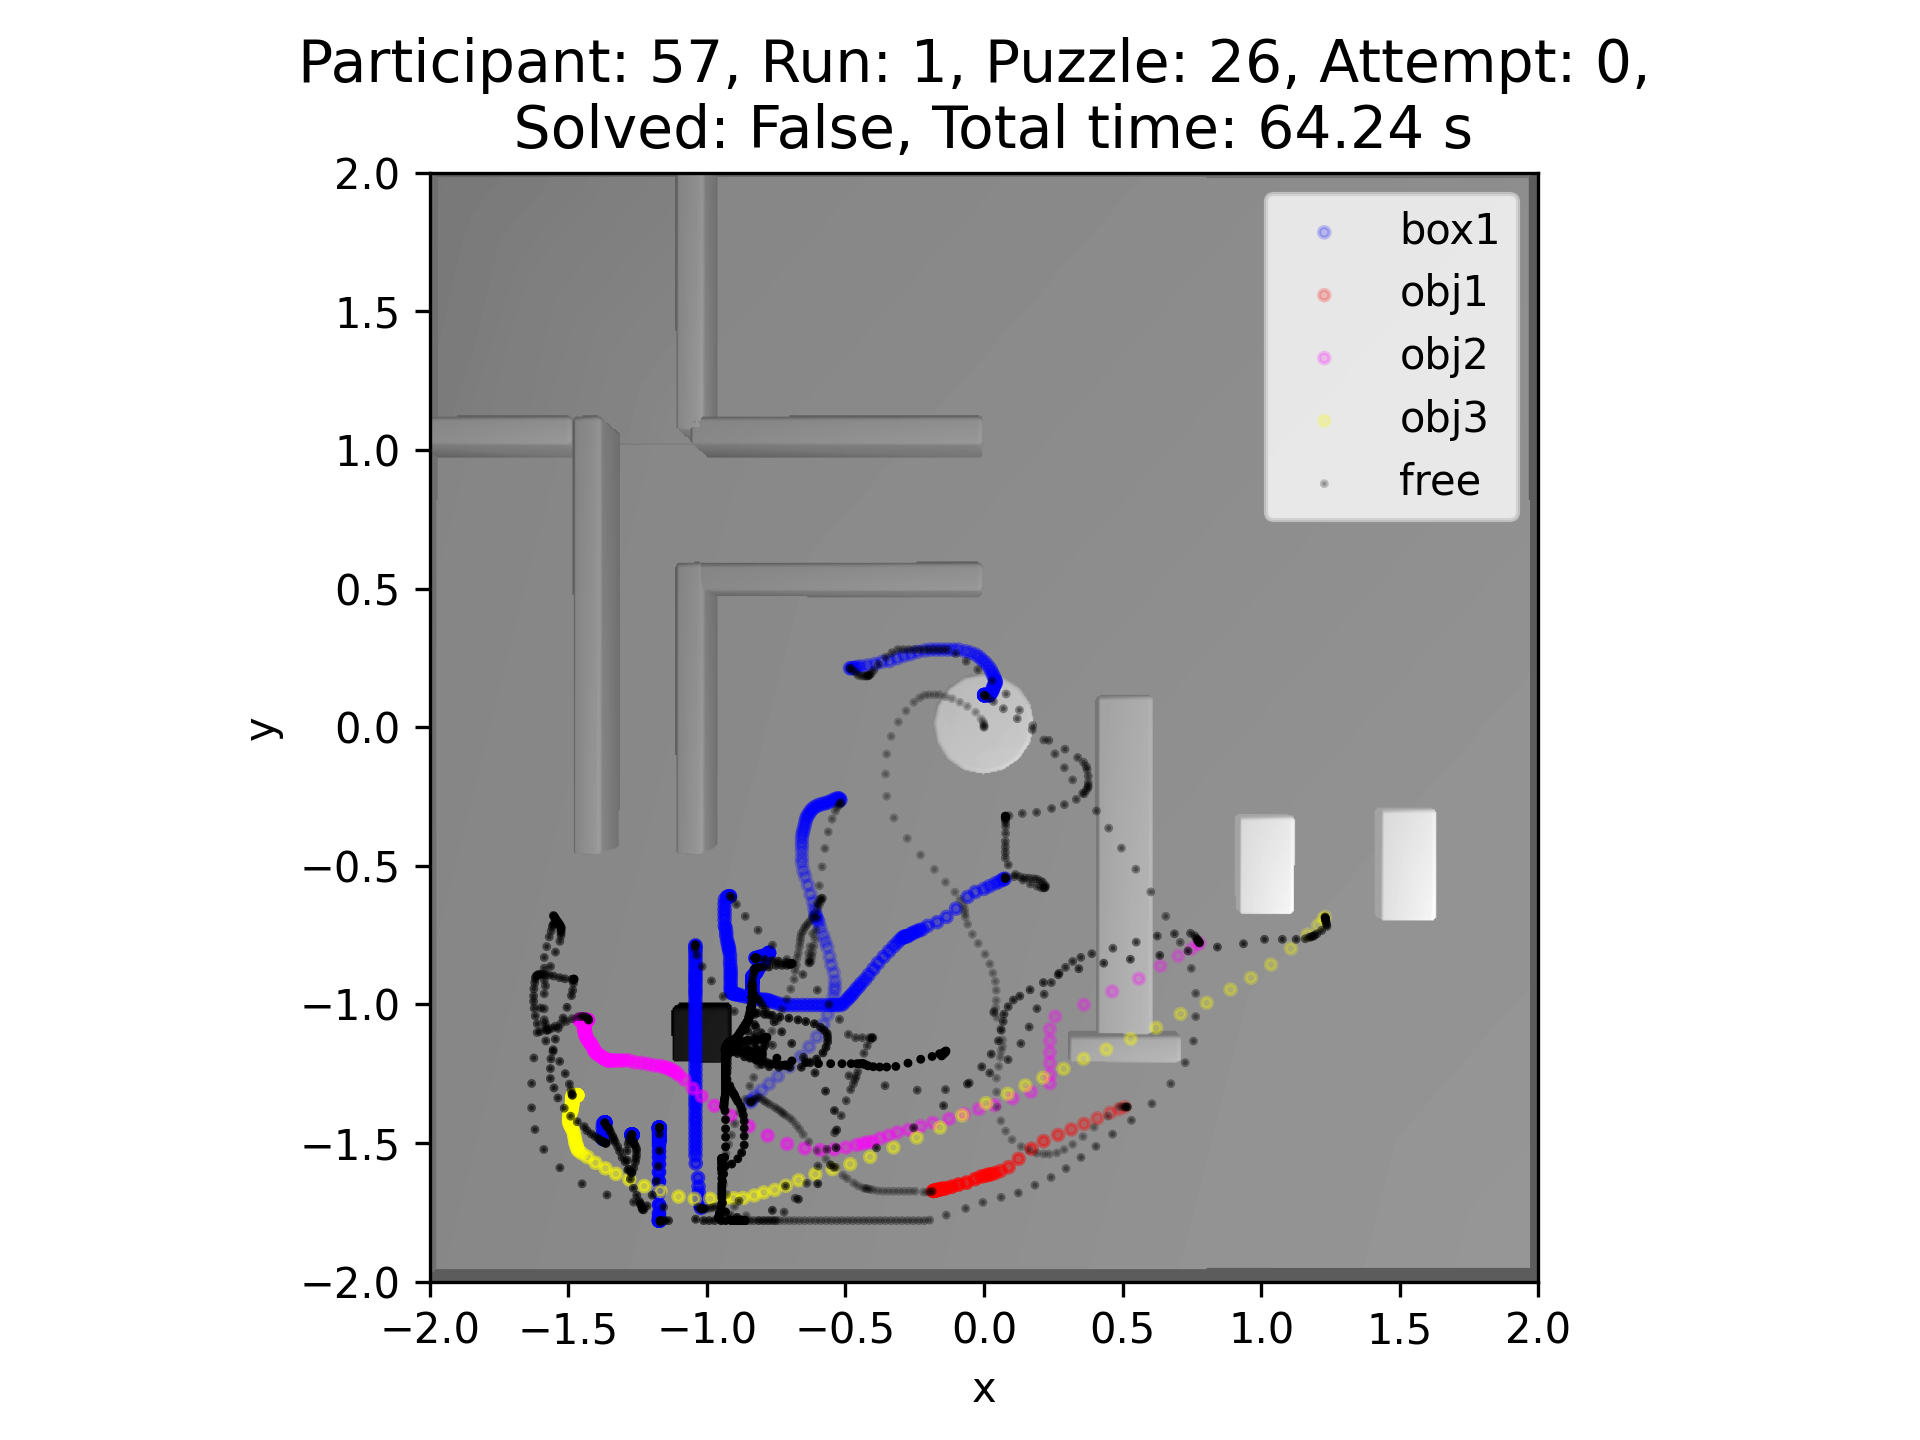 Participant: 57, Run: 1, Puzzle: 26, Attempt: 0,
Solved: False, Total time: 64.24 s
box1
obj1
obj2
obj3
free
2.0
1.5
1.0
0.5
0.0
−0.5
−1.0
−1.5
−2.0
y
−2.0 −1.5 −1.0 −0.5 0.0 0.5 1.0 1.5 2.0
x